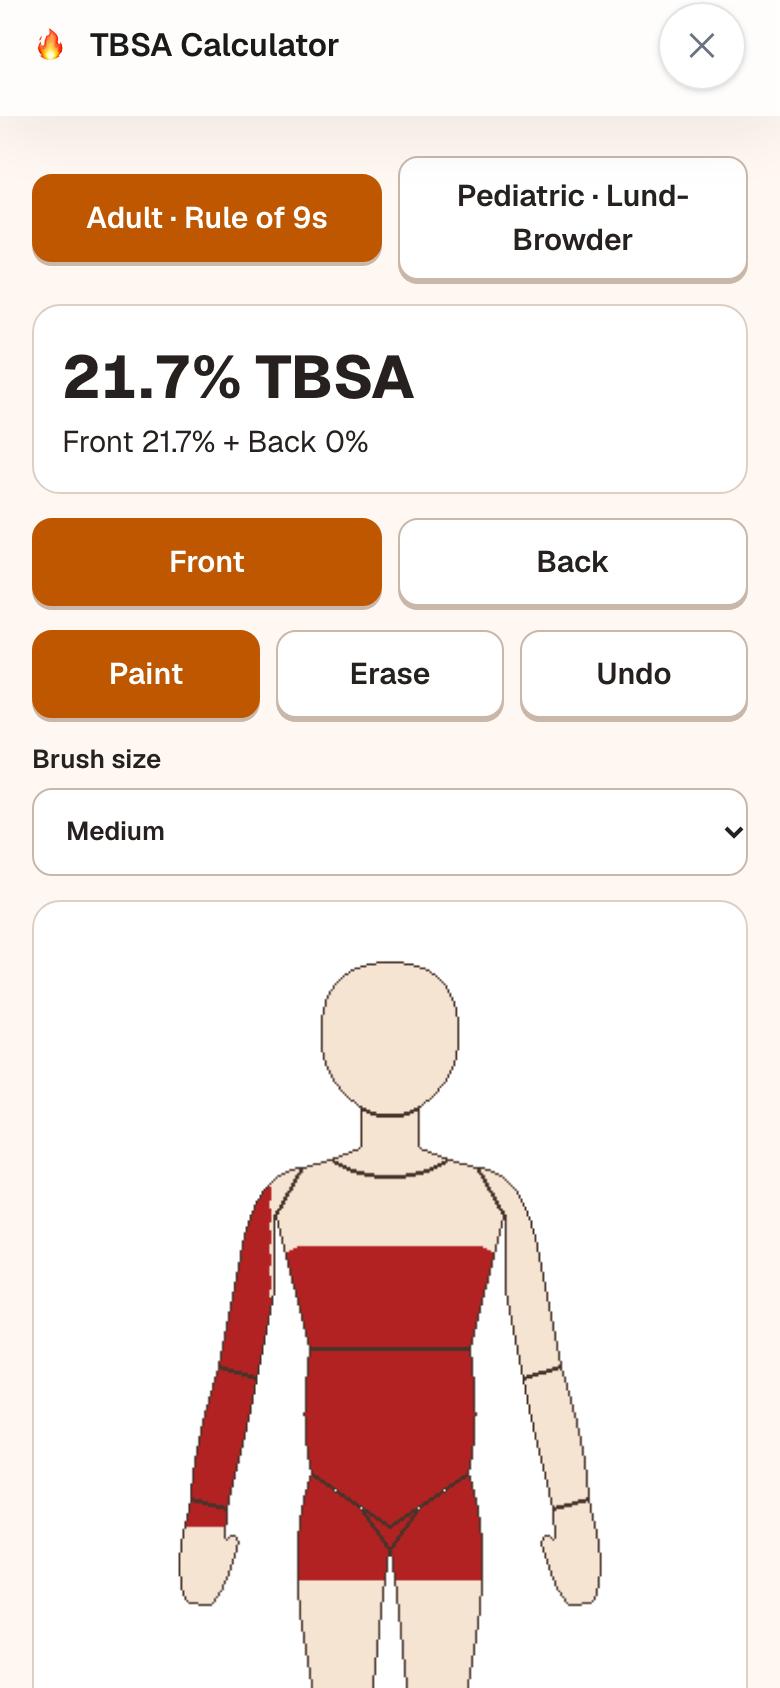 🔥 TBSA Calculator
Adult · Rule of 9s
Pediatric · Lund-
Browder
21.7% TBSA
Front 21.7% + Back 0%
Front Back
Paint Erase Undo
Brush size
Medium